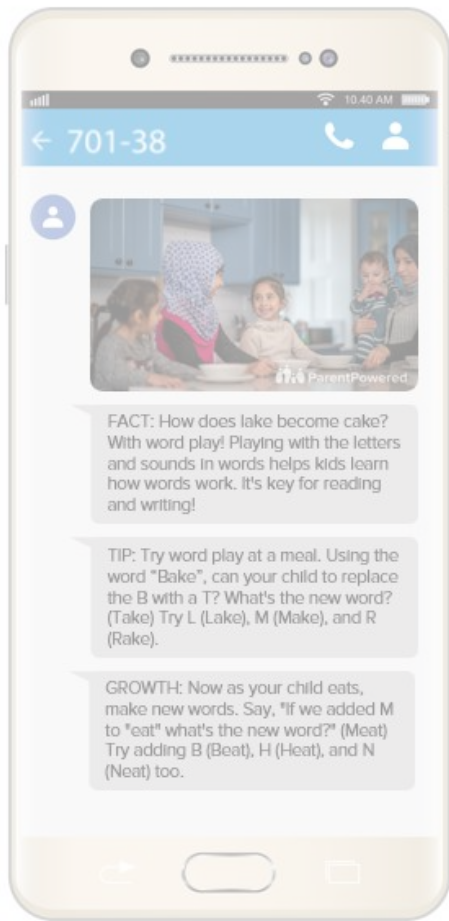 10.40 AM
701-38
ParentPowered
FACT: How does lake become cake?
With word play! Playing with the letters
and sounds in words helps kids learn
how words work. It's key for reading
and writing!
TIP: Try word play at a meal. Using the
word "Bake", can your child to replace
the B with a T? What's the new word?
(Take) Try L (Lake), M (Make), and R
(Rake).
GROWTH: Now as your child eats,
make new words. Say, "If we added M
to "eat" what's the new word?" (Meat)
Try adding B (Beat), H (Heat), and N
(Neat) too.